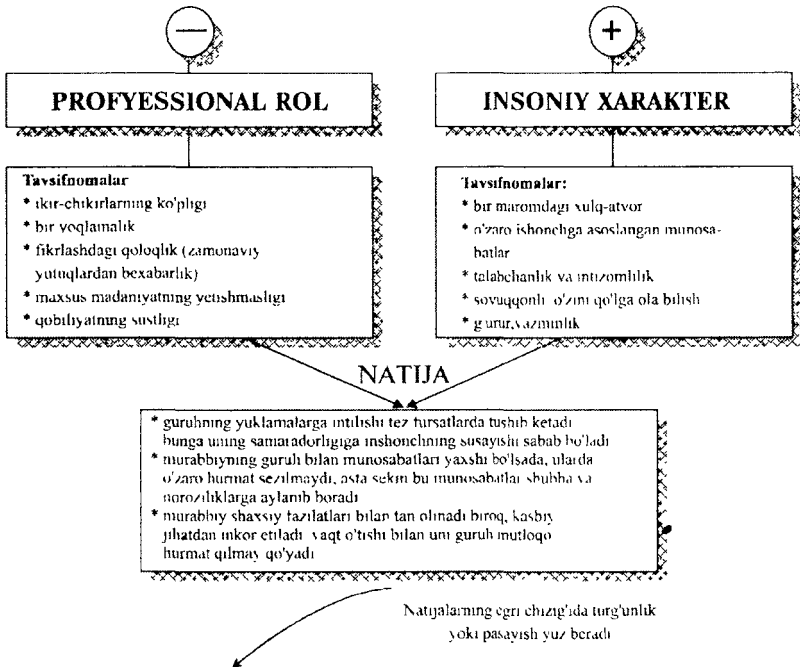 −
+
PROFYESSIONAL ROL
INSONIY XARAKTER
Tavsifnomalar
* ikir-chikirlarning ko'pligi
* bir yoqlamalik
* fikrlashdagi qoloqlik (zamonaviy
yutuqlardan bexabarlik)
* maxsus madaniyatning yetishmasligi
* qobiliyatning sustligi
Tavsifnomalar:
* bir maromdagi xulq-atvor
* o'zaro ishonchga asoslangan munosa-
batlar
* talabchanlik va intizomlilik
* sovuqqonli o'zini qo'lga ola bilish
* g'urur, vazminlik
NATIJA
* guruhning yuklamalarga intilishi tez fursatlarda tushib ketadi
bunga uning samaradorligiga inshonchning susayishi sabab bo'ladi
* murabbiyning guruh bilan munosabatlari yaxshi bo'lsada, ularda
o'zaro hurmat sezilmaydi, asta sekin bu munosabatlar shubha va
noroziliklarga aylanib boradi
* murabbiy shaxsiy fazilatlari bilan tan olinadi biroq, kasbiy
jihatdan inkor etiladi vaqt o'tishi bilan uni guruh mutloqo
hurmat qilmay qo'yadi
Natijalarning egri chizig'ida turg'unlik
yoki pasayish yuz beradi